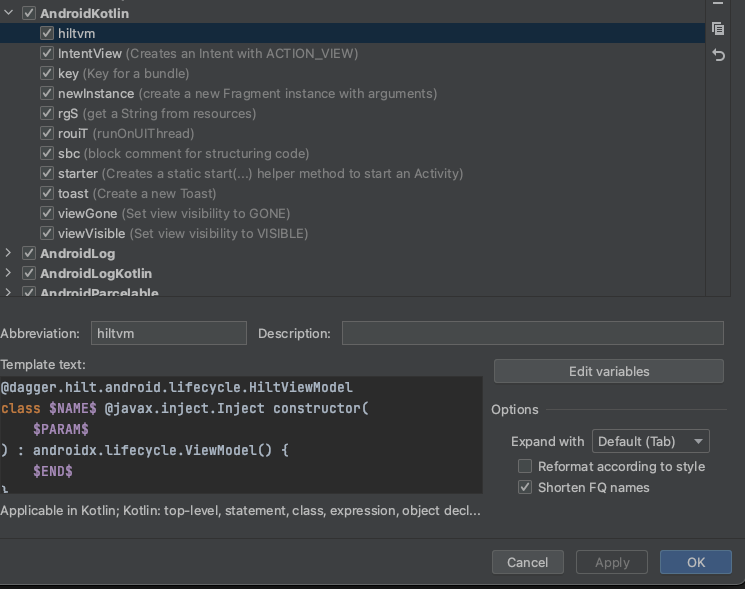 AndroidKotlin
hiltvm
IntentView (Creates an Intent with ACTION_VIEW)
key (Key for a bundle)
newInstance (create a new Fragment instance with arguments)
rgS (get a String from resources)
rouiT (runOnUIThread)
sbc (block comment for structuring code)
starter (Creates a static start(...) helper method to start an Activity)
toast (Create a new Toast)
viewGone (Set view visibility to GONE)
viewVisible (Set view visibility to VISIBLE)
AndroidLog
AndroidLogKotlin
AndroidParcelable
Abbreviation: hiltvm Description:
Template text:
Edit variables
@dagger.hilt.android.lifecycle.HiltViewModel
class $NAME$ @javax.inject.Inject constructor(
$PARAM$
) : androidx.lifecycle.ViewModel() {
$END$
}
Options
Expand with Default (Tab)
Reformat according to style
Shorten FQ names
Applicable in Kotlin; Kotlin: top-level, statement, class, expression, object decl...
Cancel Apply OK